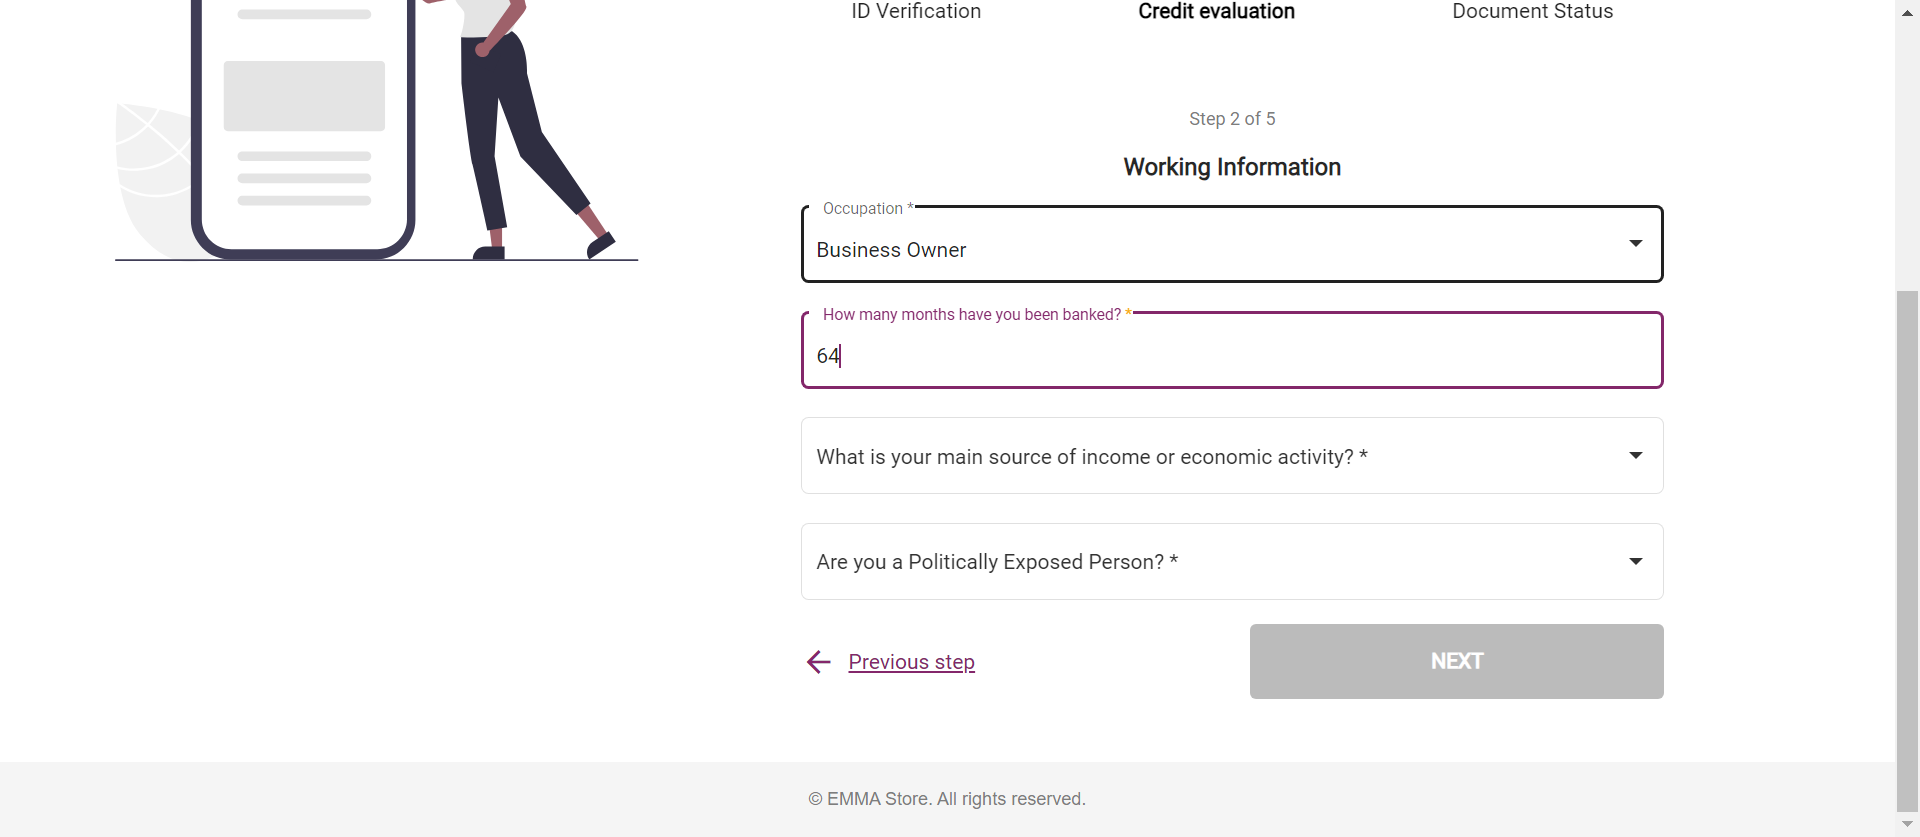 ID Verification
Credit evaluation
Document Status
Step 2 of 5
Working Information
Occupation *
Business Owner
How many months have you been banked? *
64
What is your main source of income or economic activity? *
Are you a Politically Exposed Person? *
Previous step
NEXT
© EMMA Store. All rights reserved.